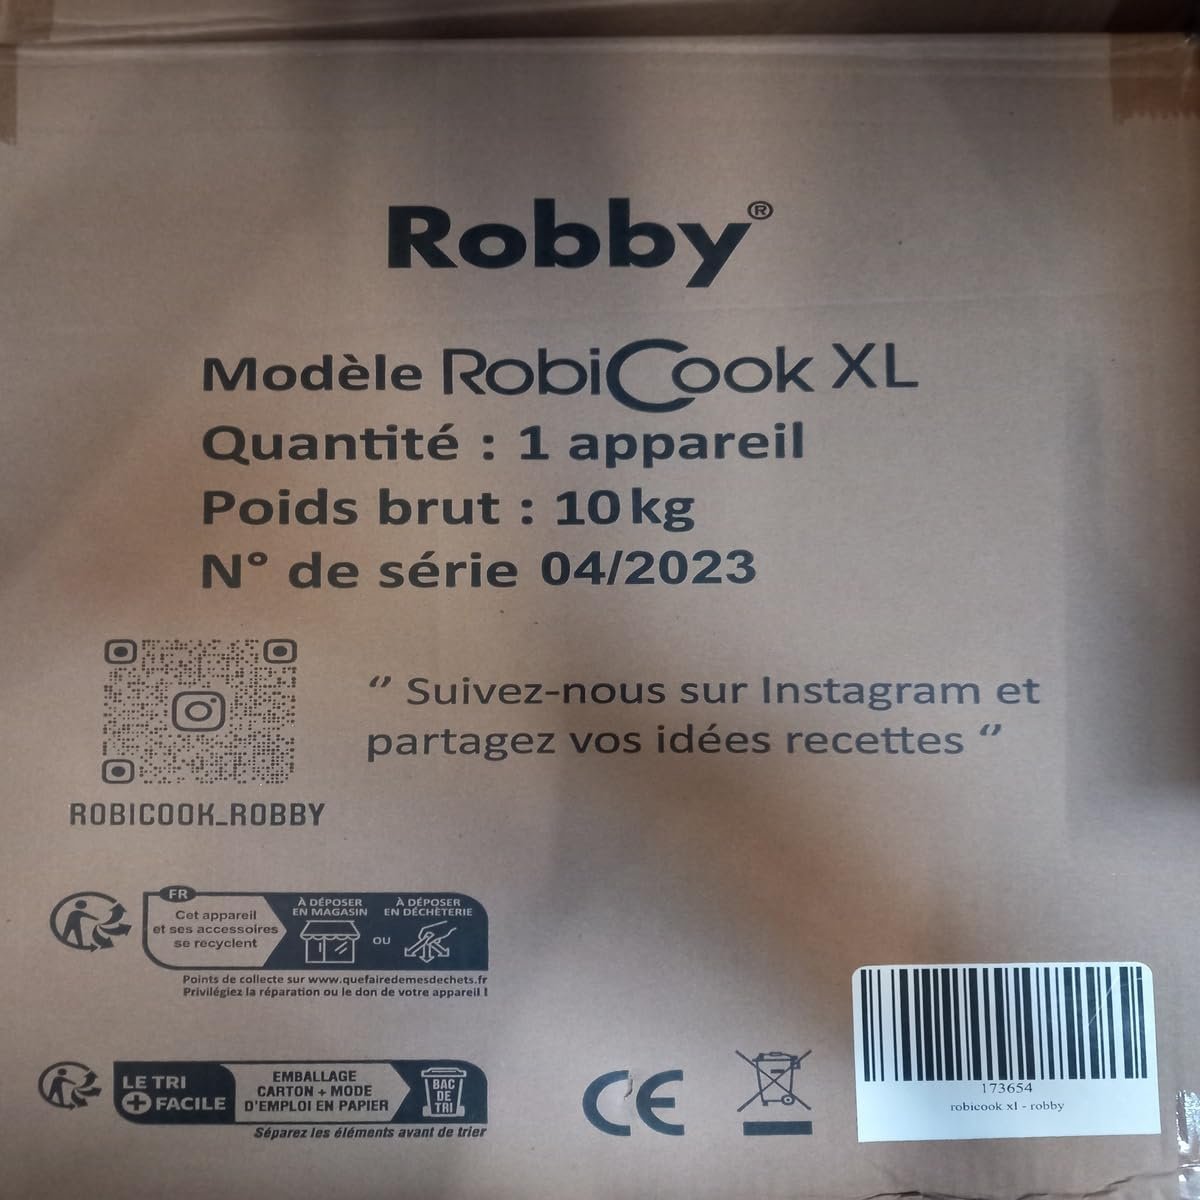 Robby®
Modèle RobiCook XL
Quantité : 1 appareil
Poids brut : 10 kg
N° de série 04/2023
‘’ Suivez-nous sur Instagram et
partagez vos idées recettes ‘’
ROBICOOK_ROBBY
FR
Cet appareil
et ses accessoires
se recyclent
À DÉPOSER
EN MAGASIN
OU
À DÉPOSER
EN DÉCHÈTERIE
Points de collecte sur www.quefairedemesdechets.fr
Privilégiez la réparation ou le don de votre appareil !
LE TRI
+ FACILE
EMBALLAGE
CARTON + MODE
D'EMPLOI EN PAPIER
BAC
DE
TRI
Séparez les éléments avant de trier
CE
173654
robicook xl - robby